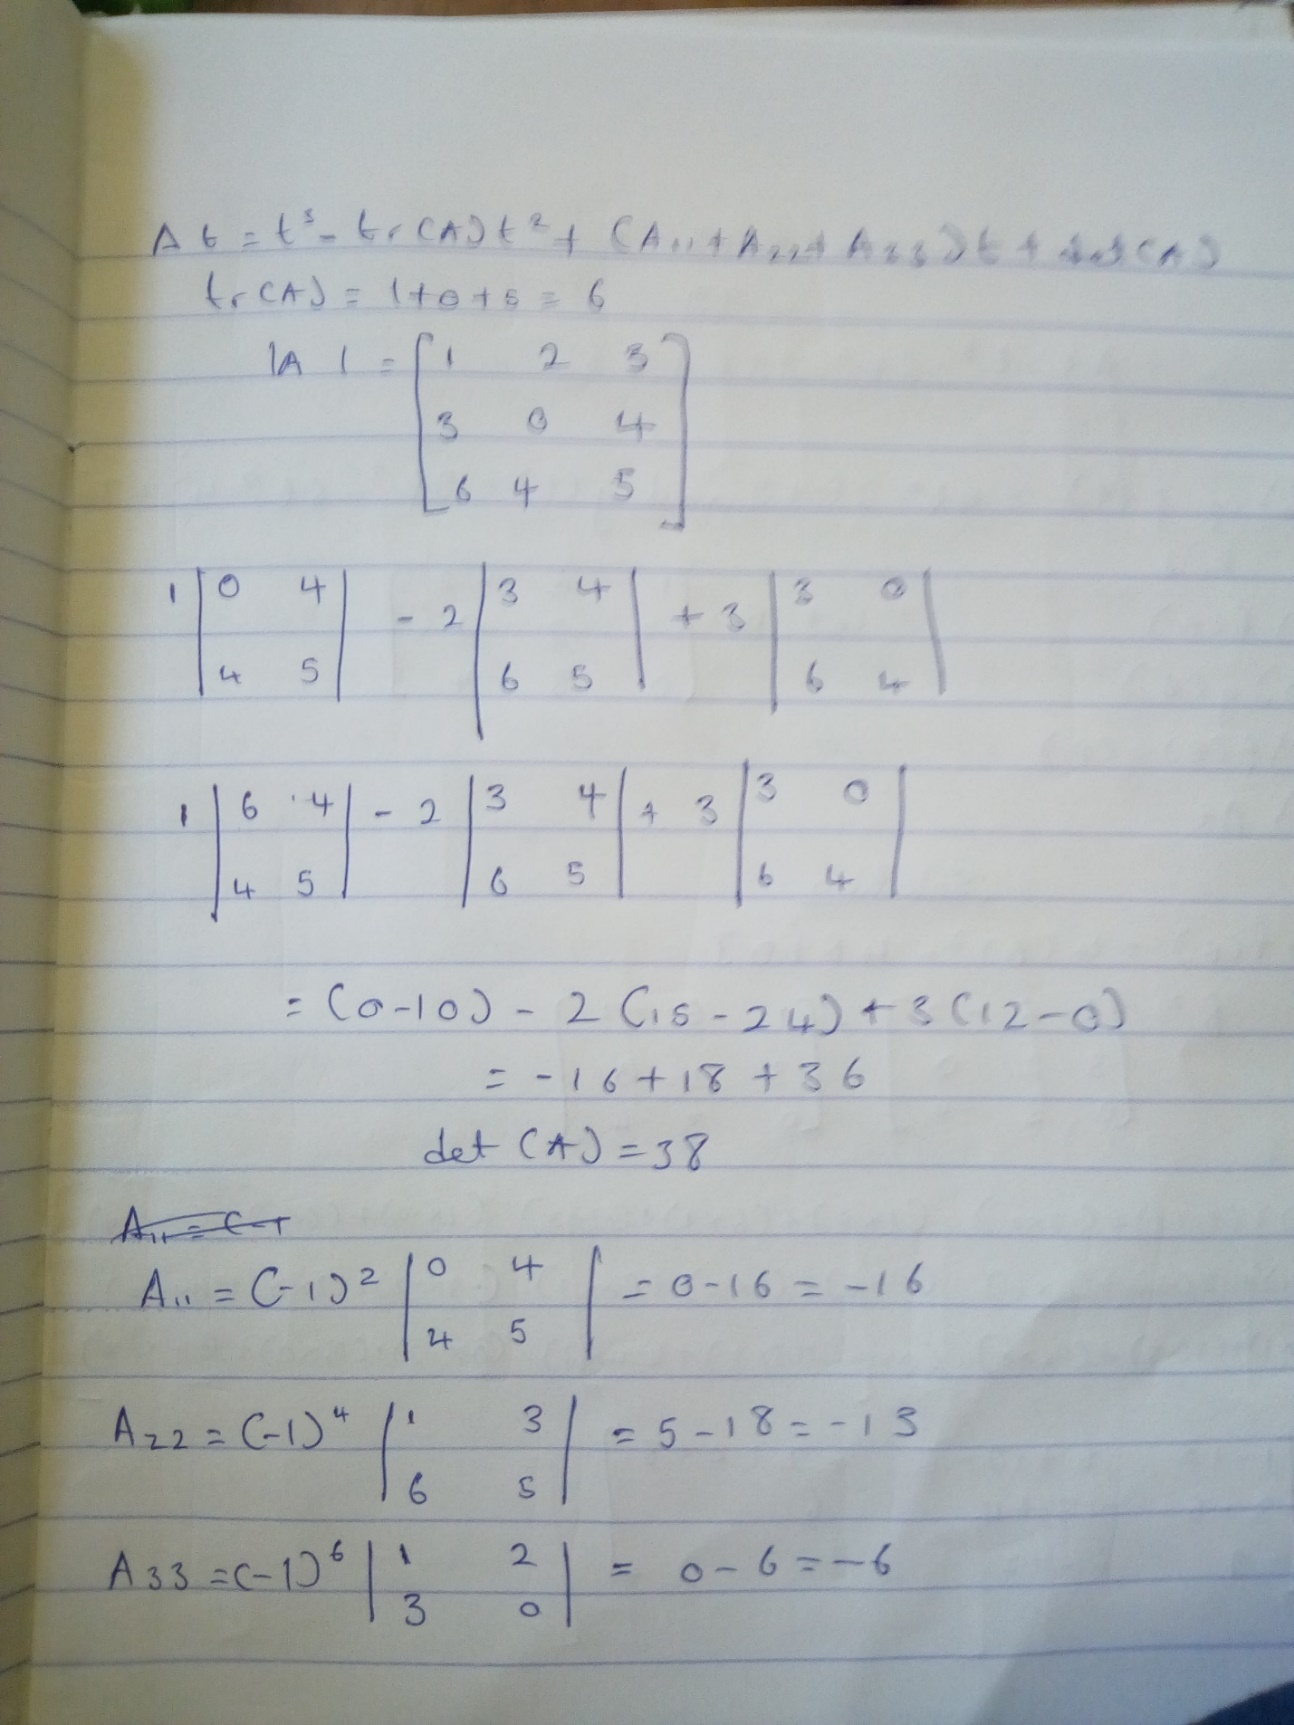 A t = t³ - tr(A)t² + (A₁₁ + A₂₂ + A₃₃)t + det(A)
tr(A) = 1+0+5 = 6
|A| = [1 2 3
3 0 4
6 4 5]
1 |0 4| - 2 |3 4| + 3 |3 0|
|4 5| |6 5| |6 4|
1 |6 4| - 2 |3 4| + 3 |3 0|
|4 5| |6 5| |6 4|
= (0-10) - 2(15-24) + 3(12-0)
= -16+18+36
det(A) = 38
A₁₁ = (-1
A₁₁ = (-1)² |0 4| = 0-16 = -16
|4 5|
A₂₂ = (-1)⁴ |1 3| = 5-18 = -13
|6 5|
A₃₃ = (-1)⁶ |1 2| = 0-6 = -6
|3 0|